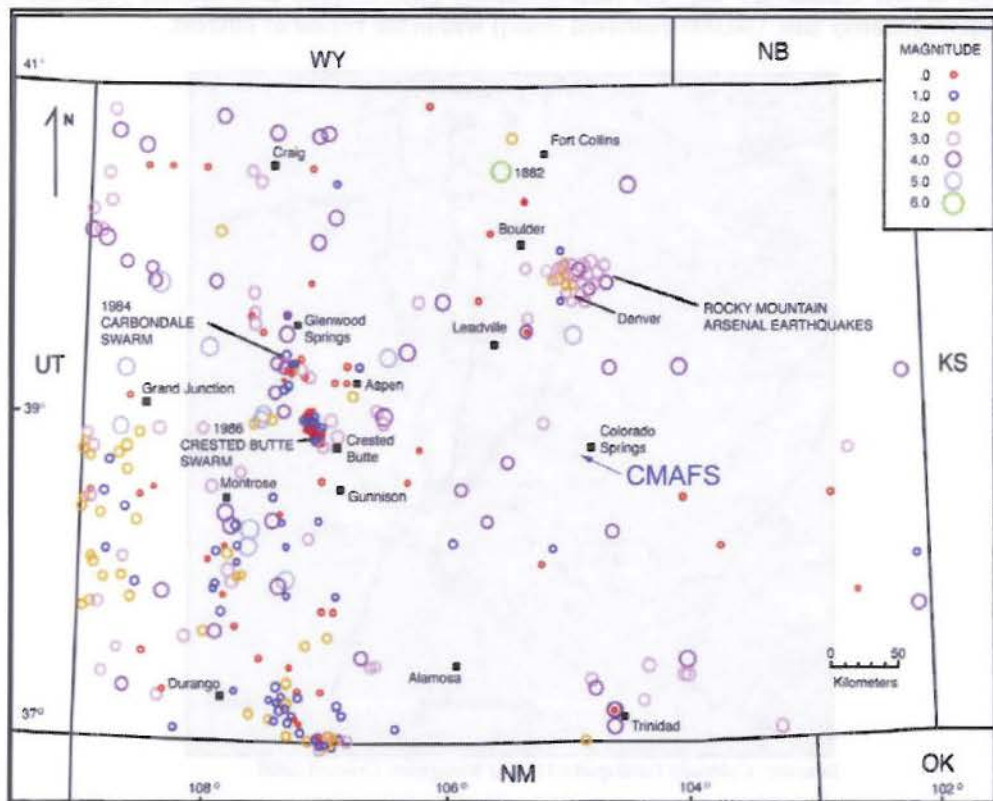 WY
NB
41°
MAGNITUDE
.0
1.0
2.0
3.0
4.0
5.0
6.0
N
Craig
Fort Collins
1882
Boulder
ROCKY MOUNTAIN
ARSENAL EARTHQUAKES
Denver
1984
CARBONDALE
SWARM
Glenwood
Springs
Leadville
UT
KS
Grand Junction
Aspen
39°
1986
CRESTED BUTTE
SWARM
Crested
Butte
Colorado
Springs
CMAFS
Montrose
Gunnison
0
50
Kilometers
Durango
Alamosa
Trinidad
37°
NM
OK
108°
106°
104°
102°